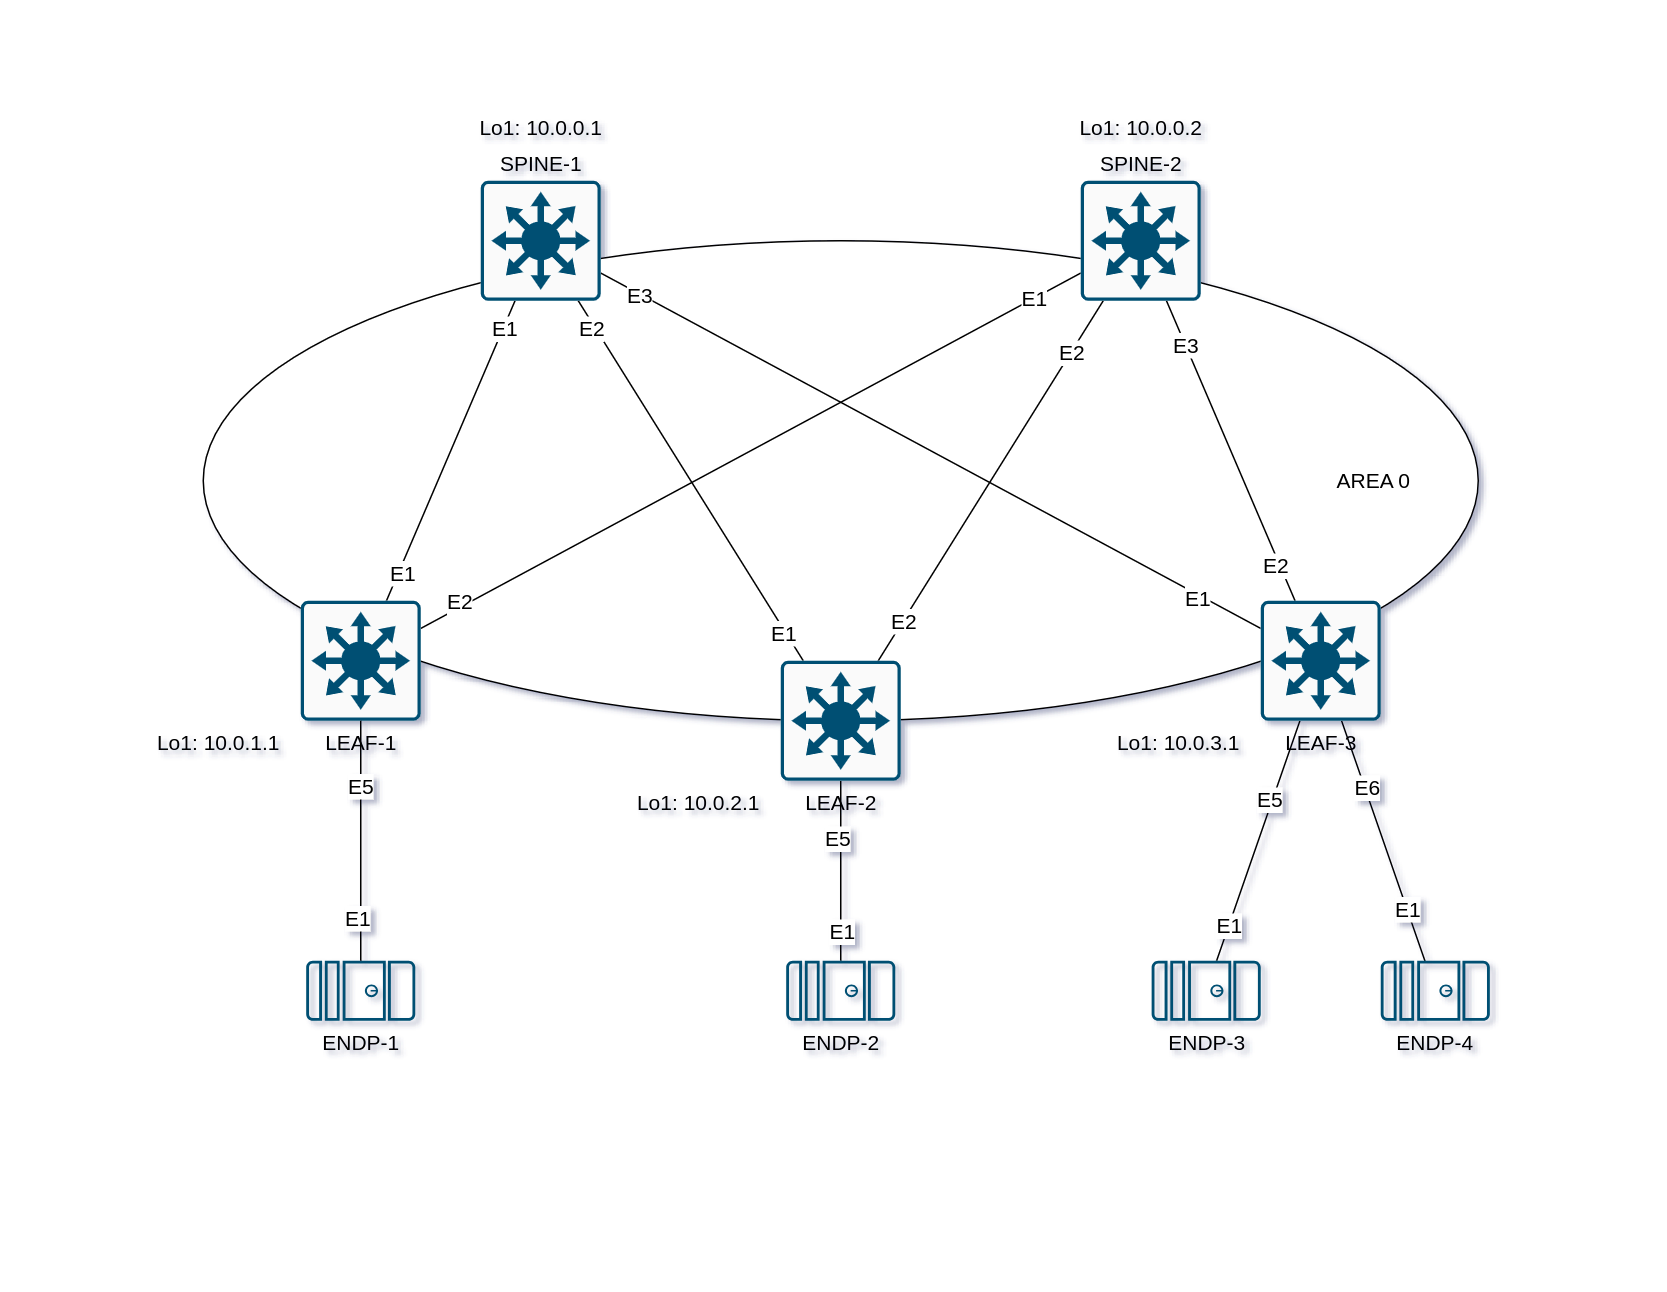 Lo1: 10.0.0.1
Lo1: 10.0.0.2
SPINE-1
SPINE-2
E3
E1
E1
E2
E2
E3
AREA 0
E1
E2
E1
E2
E1
E2
Lo1: 10.0.1.1
LEAF-1
Lo1: 10.0.3.1
LEAF-3
E5
Lo1: 10.0.2.1
LEAF-2
E5
E6
E5
E1
E1
E1
E1
ENDP-1
ENDP-2
ENDP-3
ENDP-4